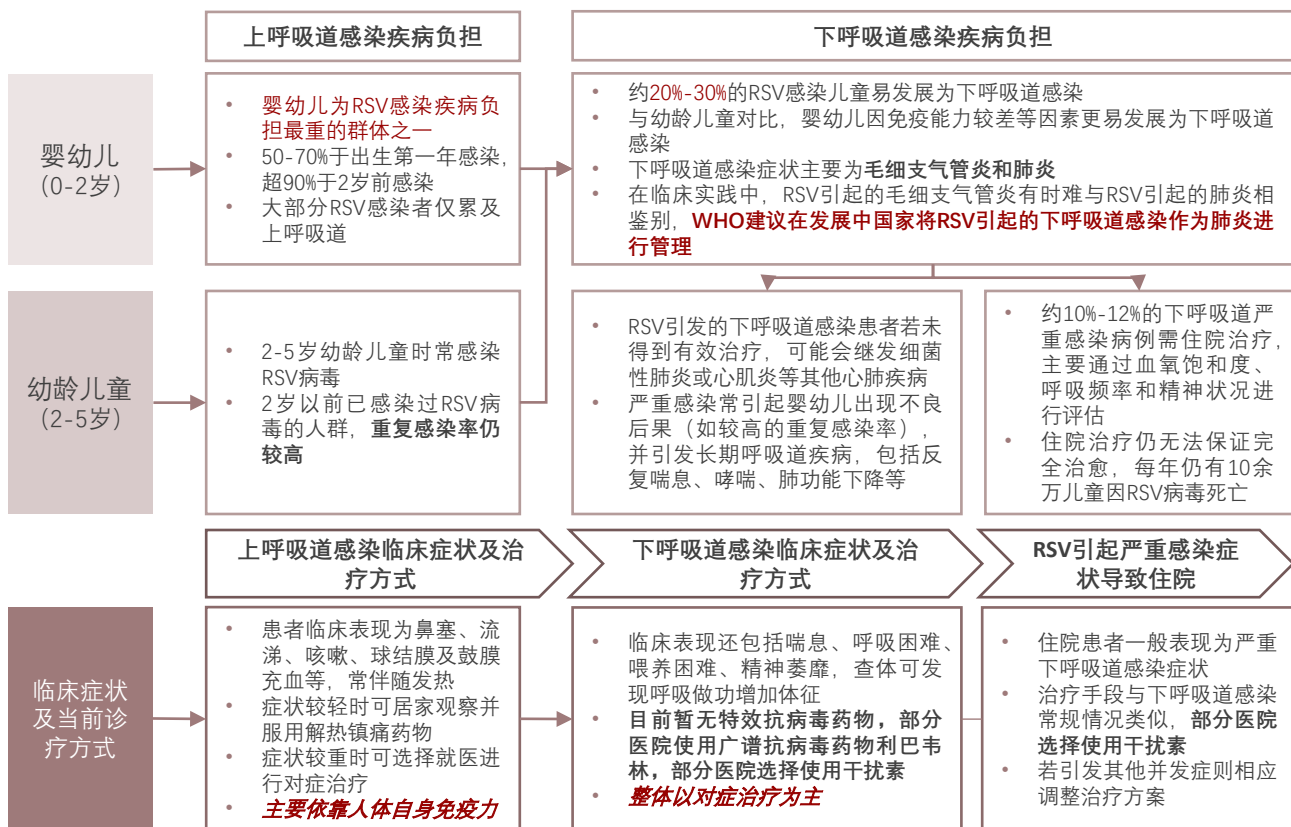 上呼吸道感染疾病负担
下呼吸道感染疾病负担
婴幼儿
(0-2岁)
• 婴幼儿为RSV感染疾病负
担最重的群体之一
• 50-70%于出生第一年感染,
超90%于2岁前感染
• 大部分RSV感染者仅累及
上呼吸道
• 约20%-30%的RSV感染儿童易发展为下呼吸道感染
• 与幼龄儿童对比，婴幼儿因免疫能力较差等因素更易发展为下呼吸道
感染
• 下呼吸道感染症状主要为毛细支气管炎和肺炎
• 在临床实践中，RSV引起的毛细支气管炎有时难与RSV引起的肺炎相
鉴别，WHO建议在发展中国家将RSV引起的下呼吸道感染作为肺炎进
行管理
幼龄儿童
(2-5岁)
• 2-5岁幼龄儿童时常感染
RSV病毒
• 2岁以前已感染过RSV病
毒的人群，重复感染率仍
较高
• RSV引发的下呼吸道感染患者若未
得到有效治疗，可能会继发细菌
性肺炎或心肌炎等其他心肺疾病
• 严重感染常引起婴幼儿出现不良
后果（如较高的重复感染率），
并引发长期呼吸道疾病，包括反
复喘息、哮喘、肺功能下降等
• 约10%-12%的下呼吸道严
重感染病例需住院治疗，
主要通过血氧饱和度、
呼吸频率和精神状况进
行评估
• 住院治疗仍无法保证完
全治愈，每年仍有10余
万儿童因RSV病毒死亡
上呼吸道感染临床症状及治
疗方式
下呼吸道感染临床症状及治
疗方式
RSV引起严重感染症
状导致住院
临床症状
及当前诊
疗方式
• 患者临床表现为鼻塞、流
涕、咳嗽、球结膜及鼓膜
充血等，常伴随发热
• 症状较轻时可居家观察并
服用解热镇痛药物
• 症状较重时可选择就医进
行对症治疗
• 主要依靠人体自身免疫力
• 临床表现还包括喘息、呼吸困难、
喂养困难、精神萎靡，查体可发
现呼吸做功增加体征
• 目前暂无特效抗病毒药物，部分
医院使用广谱抗病毒药物利巴韦
林，部分医院选择使用干扰素
• 整体以对症治疗为主
• 住院患者一般表现为严重
下呼吸道感染症状
• 治疗手段与下呼吸道感染
常规情况类似，部分医院
选择使用干扰素
• 若引发其他并发症则相应
调整治疗方案